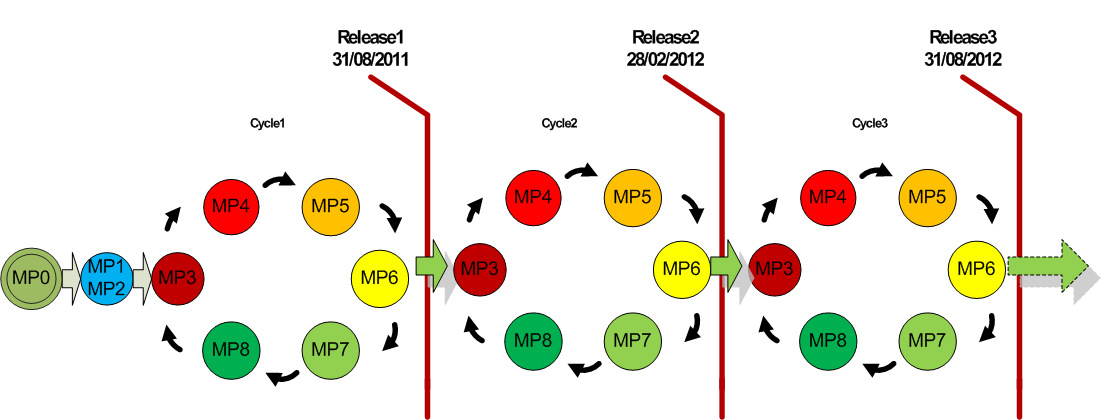 Release1
31/08/2011
Release2
28/02/2012
Release3
31/08/2012
Cycle1
Cycle2
Cycle3
MP4
MP5
MP4
MP5
MP4
MP5
MP0
MP1
MP2
MP3
MP6
MP3
MP6
MP3
MP6
MP8
MP7
MP8
MP7
MP8
MP7